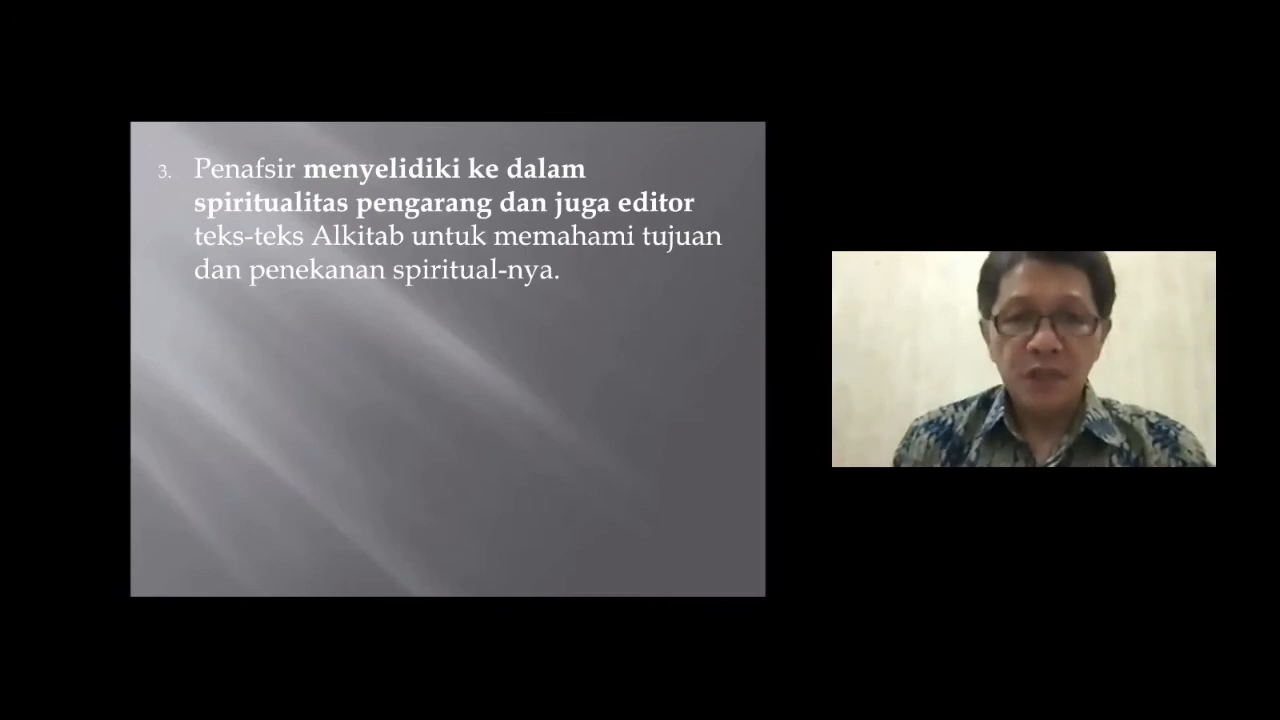 3. Penafsir menyelidiki ke dalam
spiritualitas pengarang dan juga editor
teks-teks Alkitab untuk memahami tujuan
dan penekanan spiritual-nya.